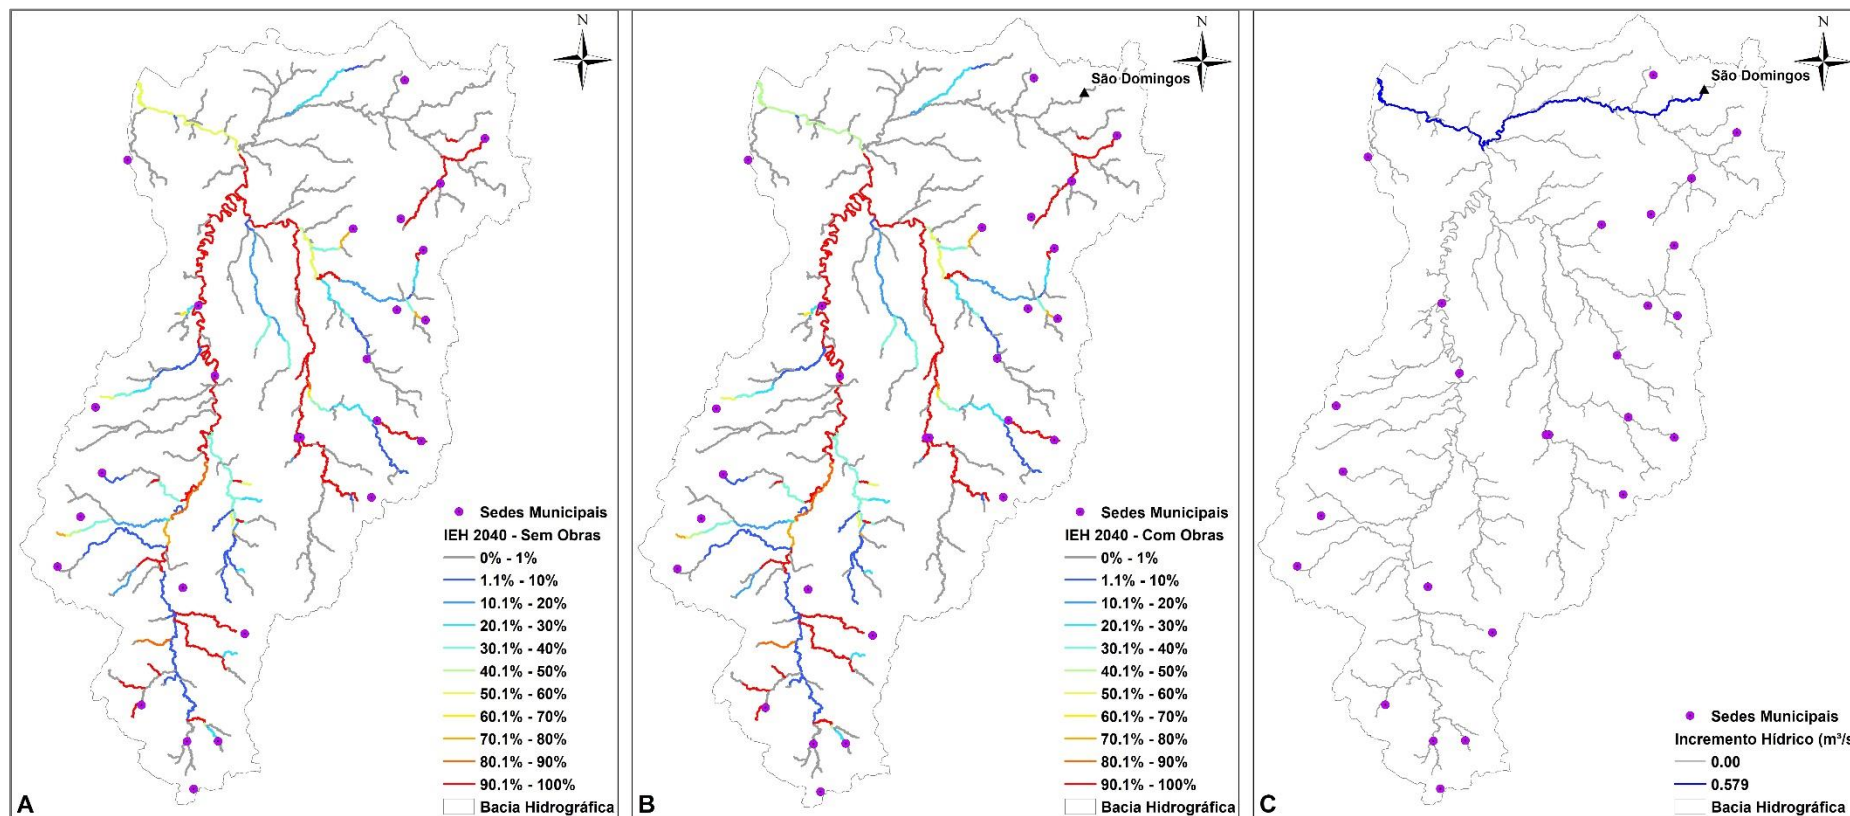 N
Sedes Municipais
IEH 2040 - Sem Obras
0% - 1%
1.1% - 10%
10.1% - 20%
20.1% - 30%
30.1% - 40%
40.1% - 50%
50.1% - 60%
60.1% - 70%
70.1% - 80%
80.1% - 90%
90.1% - 100%
Bacia Hidrográfica
A
N
São Domingos
Sedes Municipais
IEH 2040 - Com Obras
0% - 1%
1.1% - 10%
10.1% - 20%
20.1% - 30%
30.1% - 40%
40.1% - 50%
50.1% - 60%
60.1% - 70%
70.1% - 80%
80.1% - 90%
90.1% - 100%
Bacia Hidrográfica
B
N
São Domingos
Sedes Municipais
Incremento Hídrico (m³/s
0.00
0.579
Bacia Hidrográfica
C